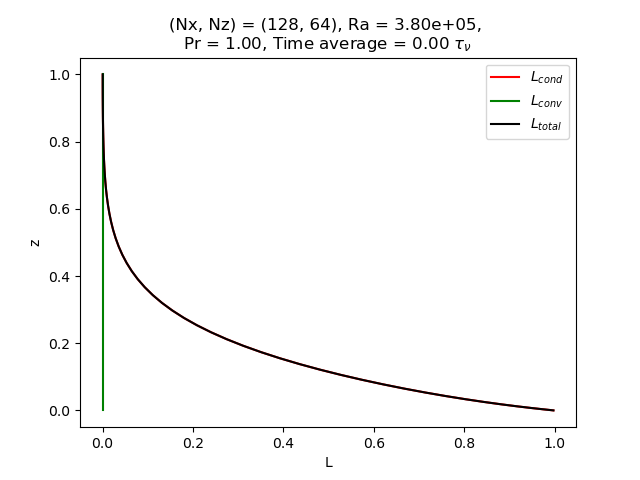 (Nx, Nz) = (128, 64), Ra = 3.80e+05,
Pr = 1.00, Time average = 0.00 τν
L_cond
L_conv
L_total
1.0
0.8
0.6
0.4
0.2
0.0
z
0.0 0.2 0.4 0.6 0.8 1.0
L